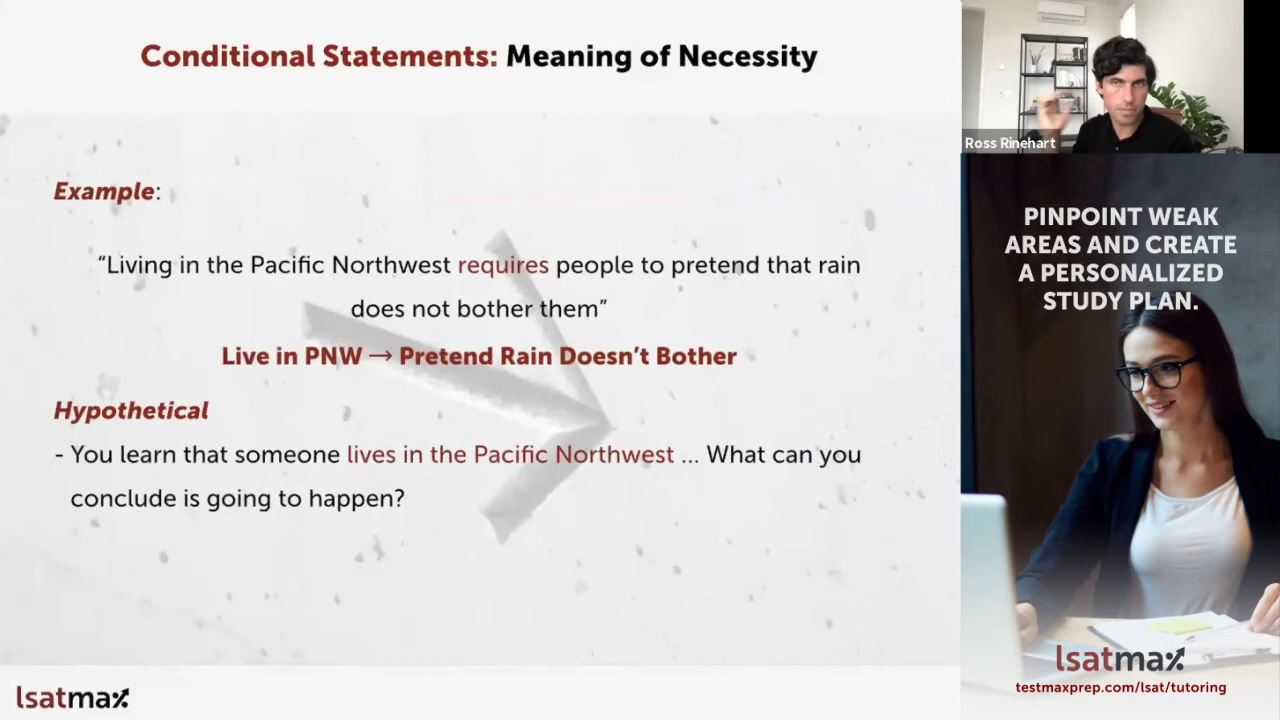 Conditional Statements: Meaning of Necessity
Example:
“Living in the Pacific Northwest requires people to pretend that rain
does not bother them”
Live in PNW → Pretend Rain Doesn’t Bother
Hypothetical
- You learn that someone lives in the Pacific Northwest ... What can you
conclude is going to happen?
lsatmax
Ross Rinehart
PINPOINT WEAK
AREAS AND CREATE
A PERSONALIZED
STUDY PLAN.
lsatmax
testmaxprep.com/lsat/tutoring